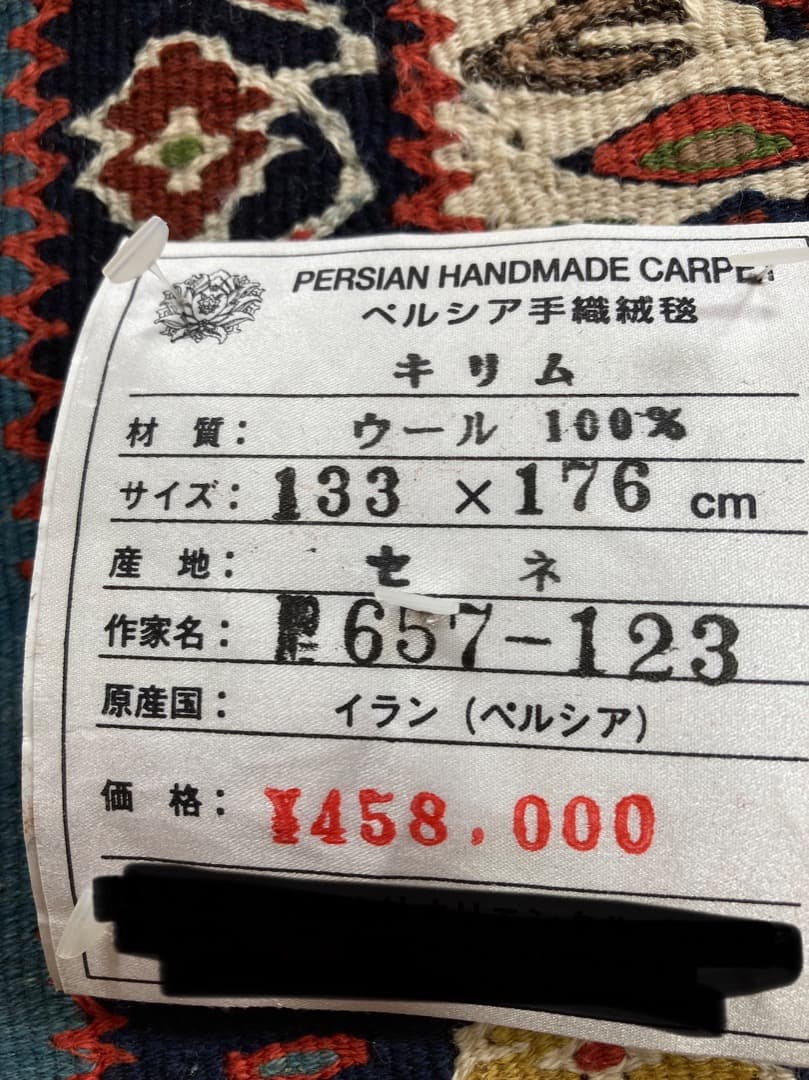 PERSIAN HANDMADE CARPET
ペルシア手織絨毯
キリム
材 質: ウール 100%
サイズ: 133 × 176 cm
産 地: セ ネ
作家名: 657-123
原産国: イラン (ペルシア)
価 格: ¥458,000